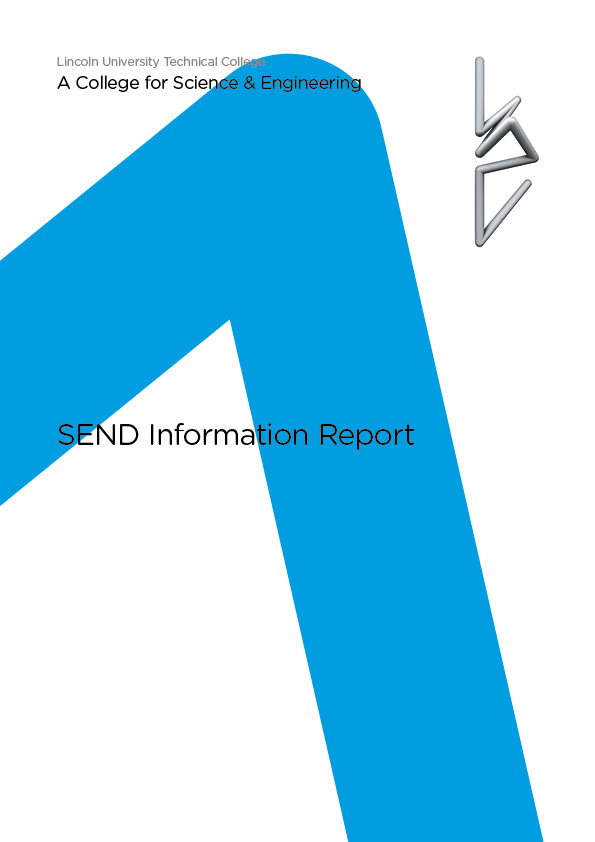 Lincoln University Technical College
A College for Science & Engineering
SEND Information Report